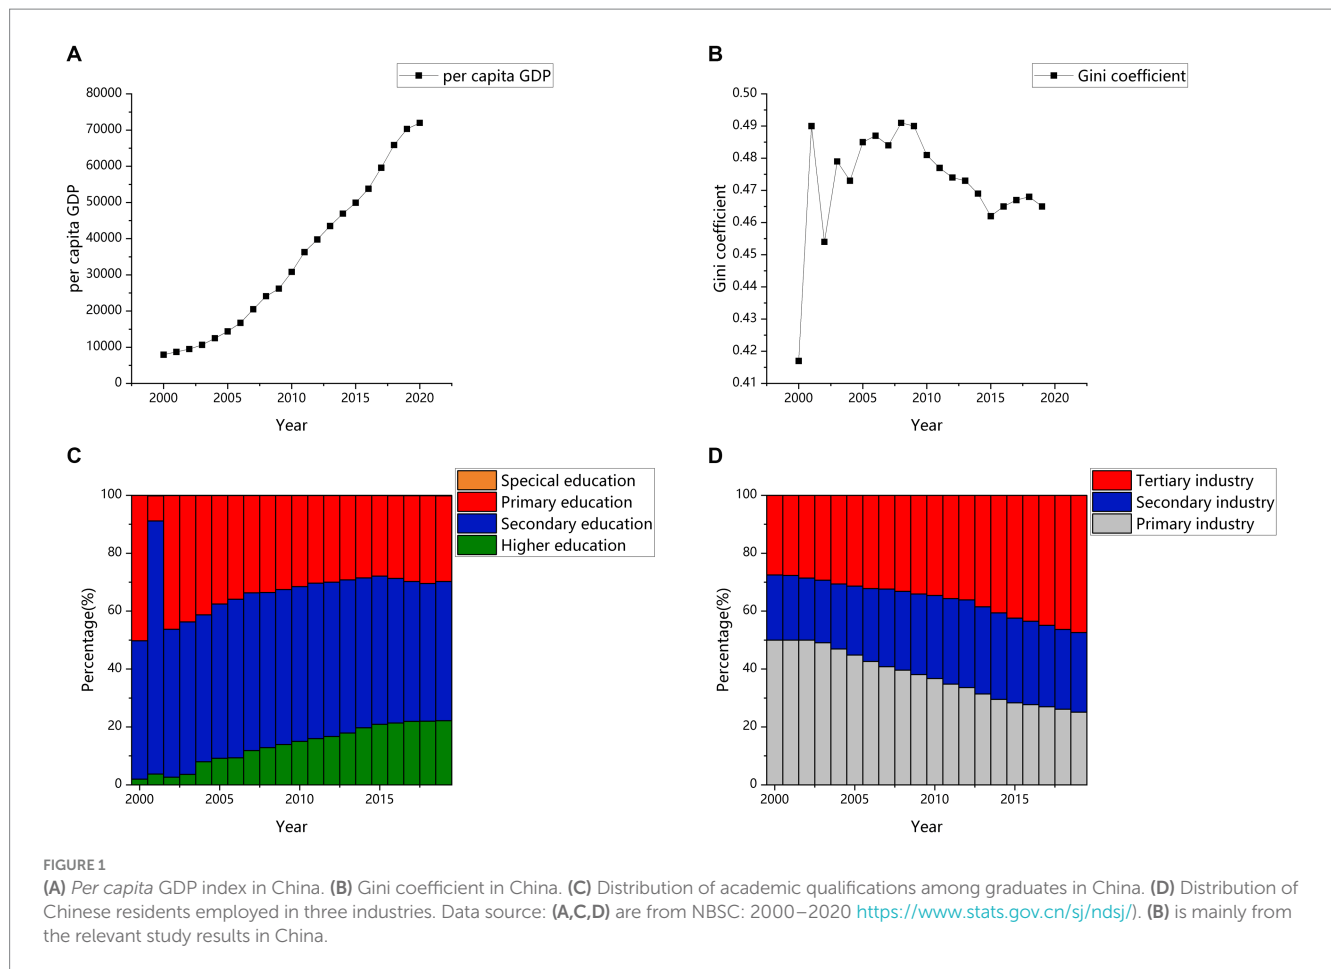 A
per capita GDP
80000
70000
60000
50000
40000
30000
20000
10000
0
per capita GDP
2000 2005 2010 2015 2020
Year
B
Gini coefficient
0.50
0.49
0.48
0.47
0.46
0.45
0.44
0.43
0.42
0.41
Gini coefficient
2000 2005 2010 2015 2020
Year
C
Specical education
Primary education
Secondary education
Higher education
100
80
60
40
20
0
Percentage(%)
2000 2005 2010 2015
Year
D
Tertiary industry
Secondary industry
Primary industry
100
80
60
40
20
0
Percentage(%)
2000 2005 2010 2015
Year
FIGURE 1
(A) Per capita GDP index in China. (B) Gini coefficient in China. (C) Distribution of academic qualifications among graduates in China. (D) Distribution of
Chinese residents employed in three industries. Data source: (A,C,D) are from NBSC: 2000–2020 https://www.stats.gov.cn/sj/ndsj/). (B) is mainly from
the relevant study results in China.